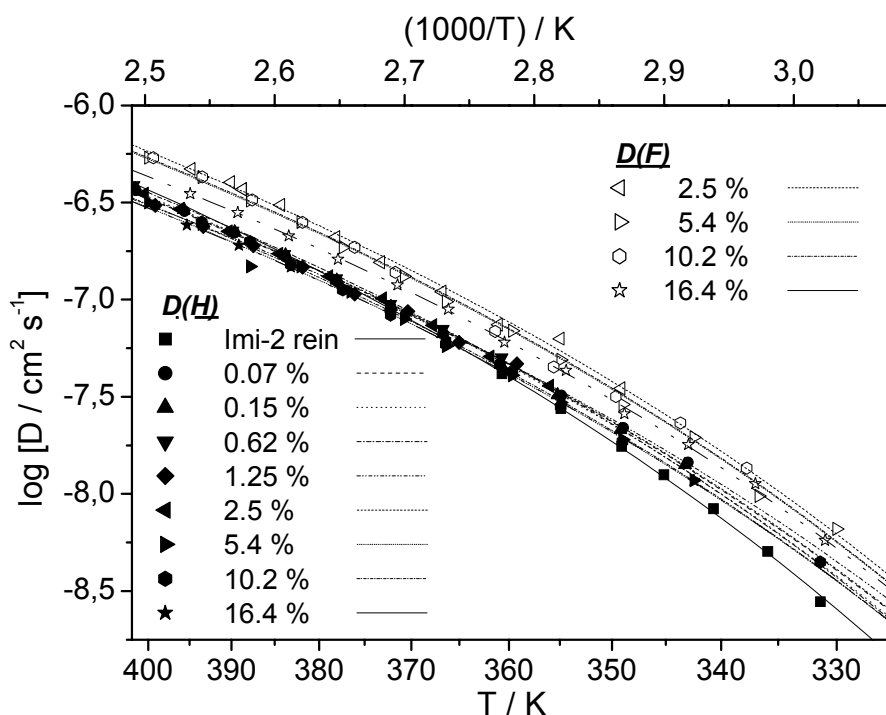 (1000/T) / K
2,5 2,6 2,7 2,8 2,9 3,0
-6,0
-6,5
-7,0
-7,5
-8,0
-8,5
log [D / cm² s⁻¹]
D(F)
2.5 %
5.4 %
10.2 %
16.4 %
D(H)
Imi-2 rein
0.07 %
0.15 %
0.62 %
1.25 %
2.5 %
5.4 %
10.2 %
16.4 %
400 390 380 370 360 350 340 330
T / K